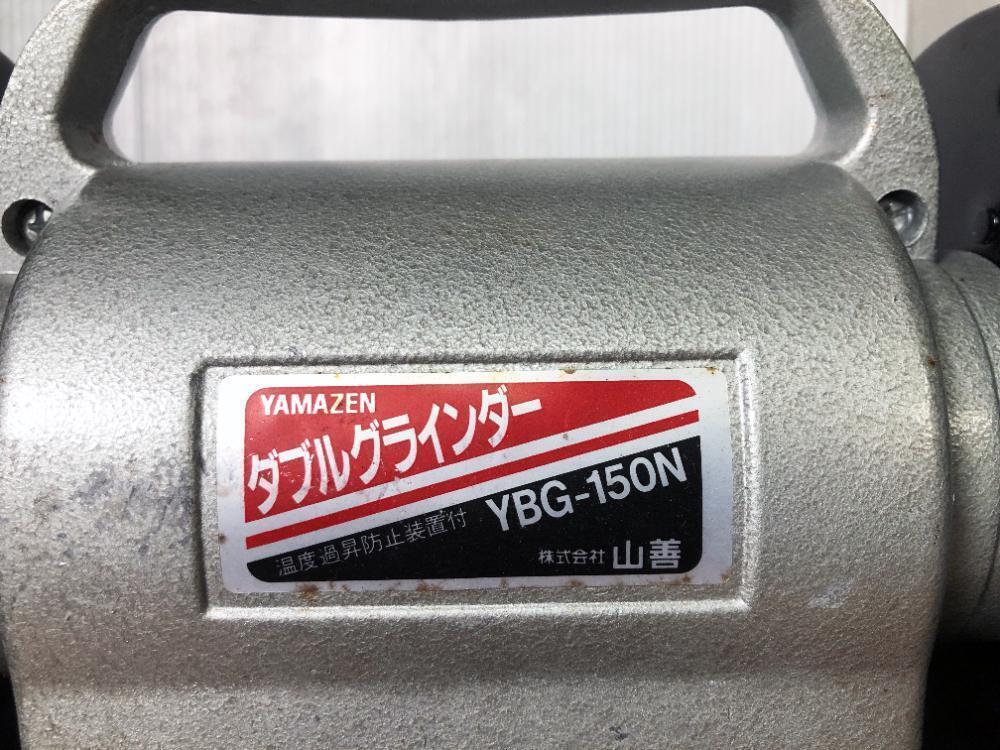 YAMAZEN
ダブルグラインダー
YBG-150N
温度過昇防止装置付
株式会社 山善